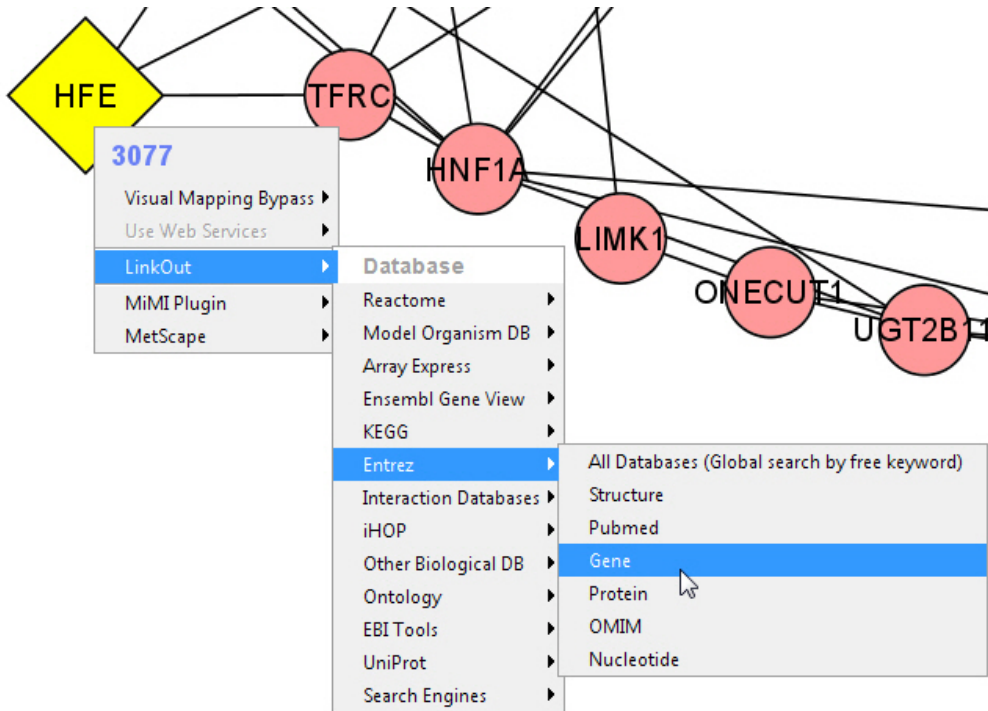 HFE
TFRC
HNF1A
LIMK1
ONECUT1
UGT2B11
3077
Visual Mapping Bypass
Use Web Services
LinkOut
MiMI Plugin
MetScape
Database
Reactome
Model Organism DB
Array Express
Ensembl Gene View
KEGG
Entrez
Interaction Databases
iHOP
Other Biological DB
Ontology
EBI Tools
UniProt
Search Engines
All Databases (Global search by free keyword)
Structure
Pubmed
Gene
Protein
OMIM
Nucleotide